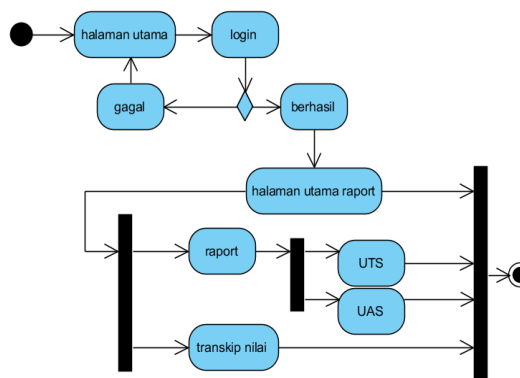 halaman utama
login
gagal
berhasil
halaman utama raport
raport
UTS
UAS
transkip nilai